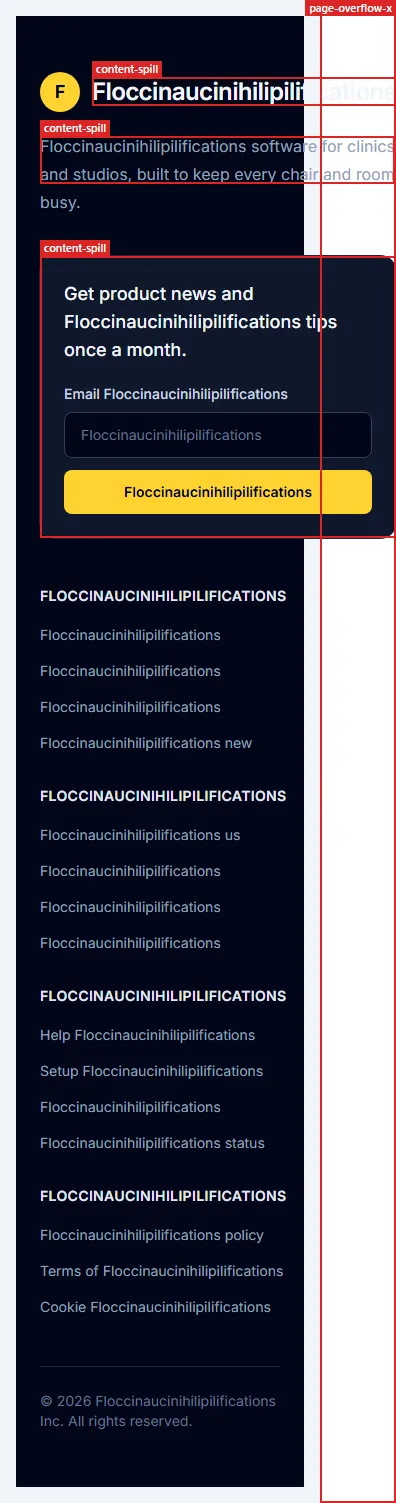 page-overflow-x
content-spill
F
Floccinaucinihilipilifications
content-spill
Floccinaucinihilipilifications software for clinics
and studios, built to keep every chair and room
busy.
content-spill
Get product news and
Floccinaucinihilipilifications tips
once a month.
Email Floccinaucinihilipilifications
Floccinaucinihilipilifications
Floccinaucinihilipilifications
FLOCCINAUCINIHILIPILIFICATIONS
Floccinaucinihilipilifications
Floccinaucinihilipilifications
Floccinaucinihilipilifications
Floccinaucinihilipilifications new
FLOCCINAUCINIHILIPILIFICATIONS
Floccinaucinihilipilifications us
Floccinaucinihilipilifications
Floccinaucinihilipilifications
Floccinaucinihilipilifications
FLOCCINAUCINIHILIPILIFICATIONS
Help Floccinaucinihilipilifications
Setup Floccinaucinihilipilifications
Floccinaucinihilipilifications
Floccinaucinihilipilifications status
FLOCCINAUCINIHILIPILIFICATIONS
Floccinaucinihilipilifications policy
Terms of Floccinaucinihilipilifications
Cookie Floccinaucinihilipilifications
© 2026 Floccinaucinihilipilifications
Inc. All rights reserved.